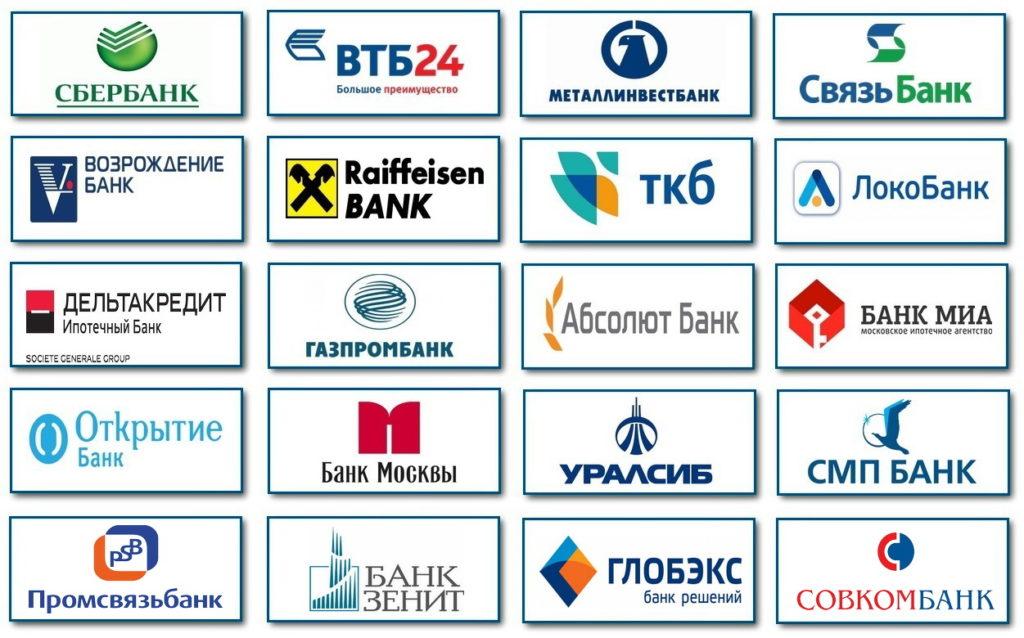 СБЕРБАНК
ВТБ24
Большое преимущество
МЕТАЛЛИНВЕСТБАНК
Связь Банк
V.
ВОЗРОЖДЕНИЕ
БАНК
Raiffeisen
BANK
ткб
ЛокоБанк
ДЕЛЬТАКРЕДИТ
Ипотечный Банк
SOCIETE GENERALE GROUP
ГАЗПРОМБАНК
Абсолют Банк
БАНК МИА
московское ипотечное агентство
Открытие
Банк
Банк Москвы
УРАЛСИБ
СМП БАНК
PSB
Промсвязьбанк
БАНК
ЗЕНИТ
ГЛОБЭКС
банк решений
СОВКОМБАНК